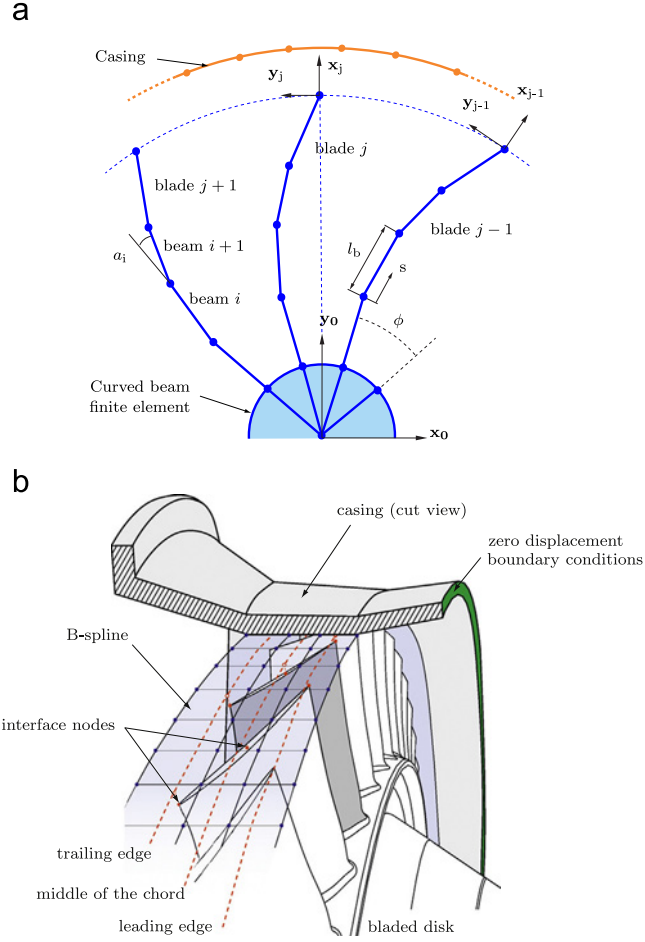 a
Casing
y_j
x_j
y_j-1
x_j-1
blade j
blade j + 1
blade j − 1
a_i
beam i + 1
l_b
s
beam i
y_0
ϕ
Curved beam
finite element
x_0
b
casing (cut view)
zero displacement
boundary conditions
B-spline
interface nodes
trailing edge
middle of the chord
leading edge
bladed disk